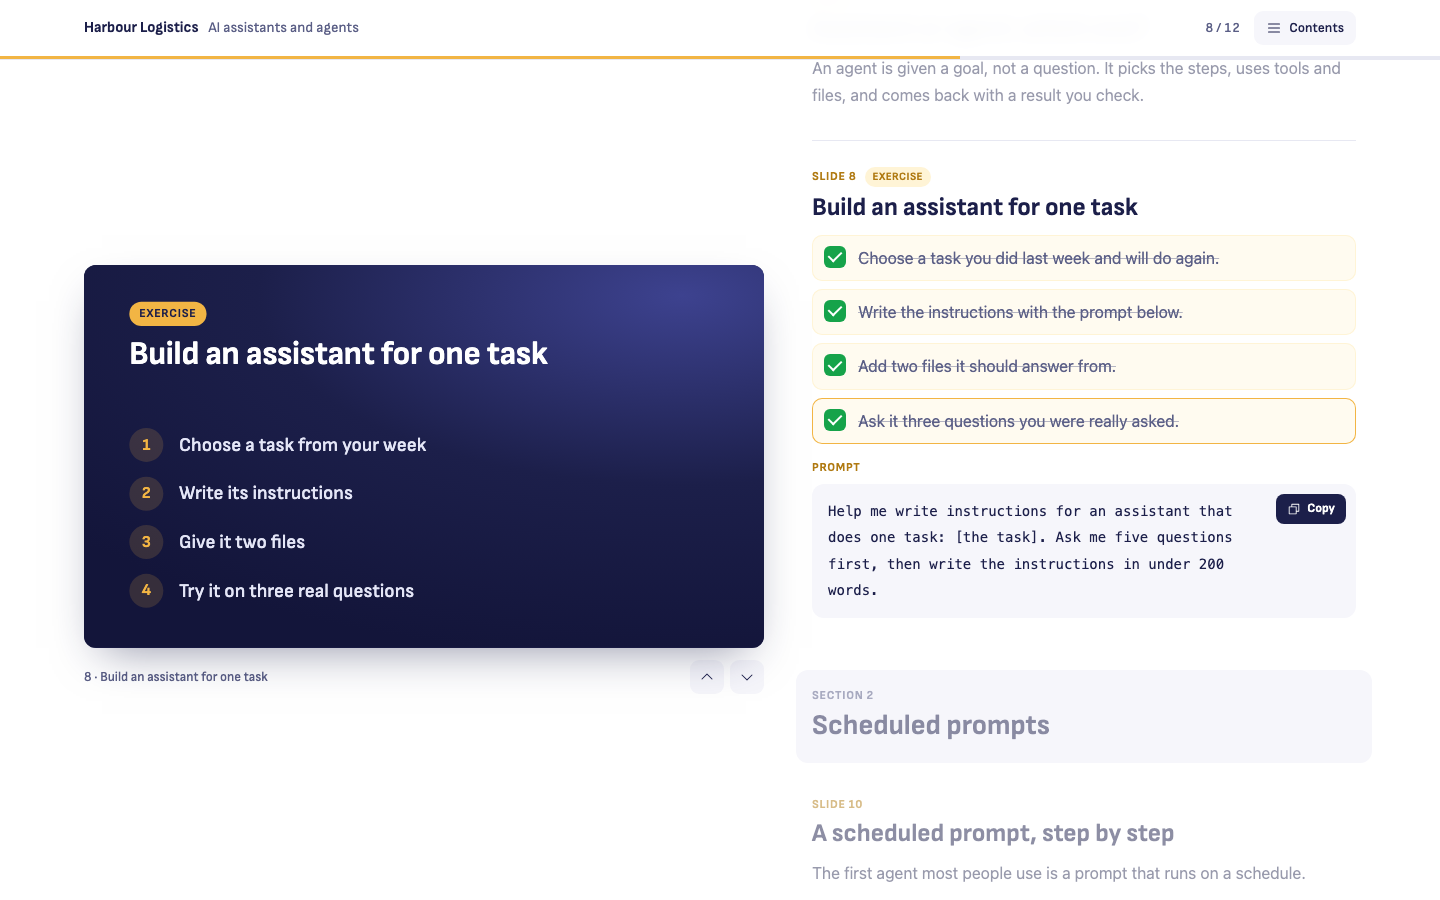 Harbour Logistics AI assistants and agents
8 / 12 Contents
EXERCISE
Build an assistant for one task
1 Choose a task from your week
2 Write its instructions
3 Give it two files
4 Try it on three real questions
8 · Build an assistant for one task
An agent is given a goal, not a question. It picks the steps, uses tools and
files, and comes back with a result you check.
SLIDE 8 EXERCISE
Build an assistant for one task
Choose a task you did last week and will do again.
Write the instructions with the prompt below.
Add two files it should answer from.
Ask it three questions you were really asked.
PROMPT
Copy
Help me write instructions for an assistant that
does one task: [the task]. Ask me five questions
first, then write the instructions in under 200
words.
SECTION 2
Scheduled prompts
SLIDE 10
A scheduled prompt, step by step
The first agent most people use is a prompt that runs on a schedule.